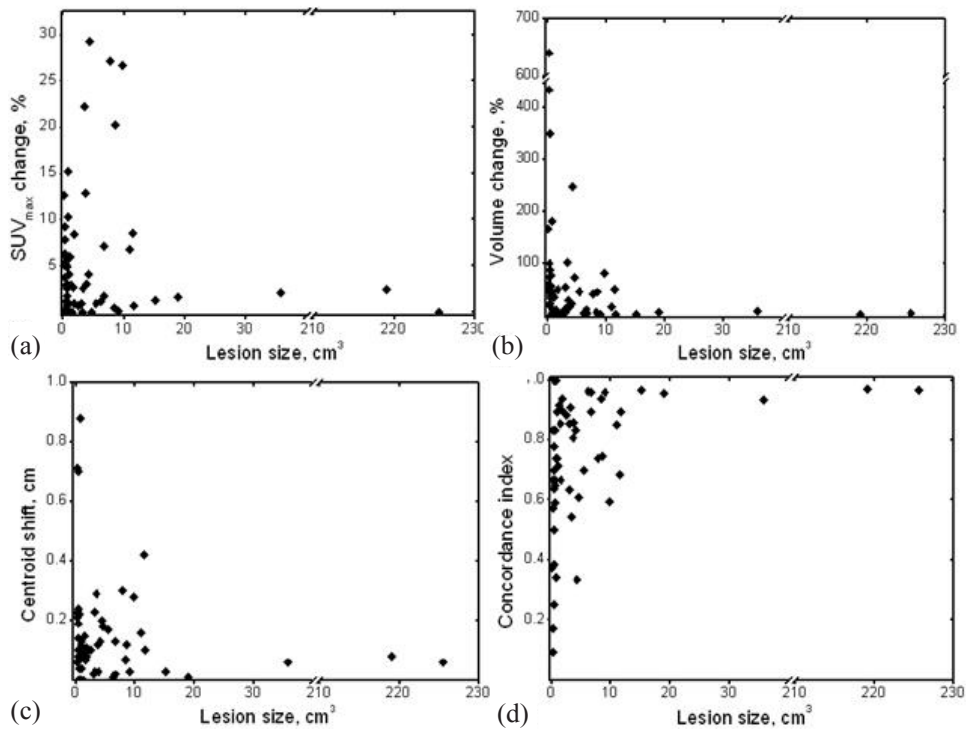 30
25
20
15
10
5
SUVmax change, %
0 10 20 30 210 220 230
(a)
Lesion size, cm3
700
600
500
400
300
200
100
Volume change, %
0 10 20 30 210 220 230
(b)
Lesion size, cm3
1.0
0.8
0.6
0.4
0.2
Centroid shift, cm
0 10 20 30 210 220 230
(c)
Lesion size, cm3
.0
0.8
0.6
0.4
0.2
Concordance index
0 10 20 30 210 220 230
(d)
Lesion size, cm3